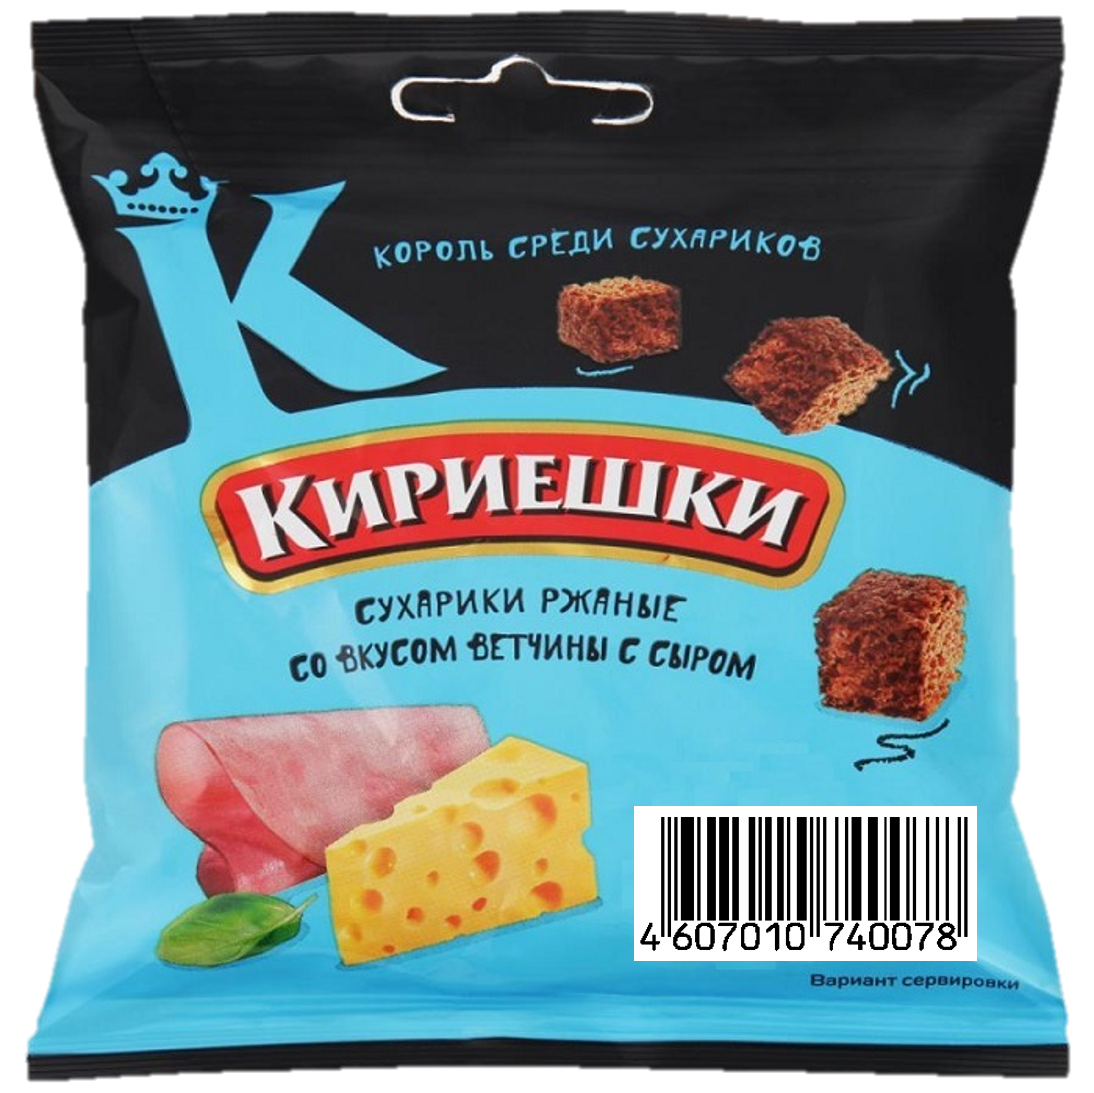 К
КОРОЛЬ СРЕДИ СУХАРИКОВ
КИРИЕШКИ
СУХАРИКИ РЖАНЫЕ
СО ВКУСОМ ВЕТЧИНЫ С СЫРОМ
4 607010 740078
Вариант сервировки